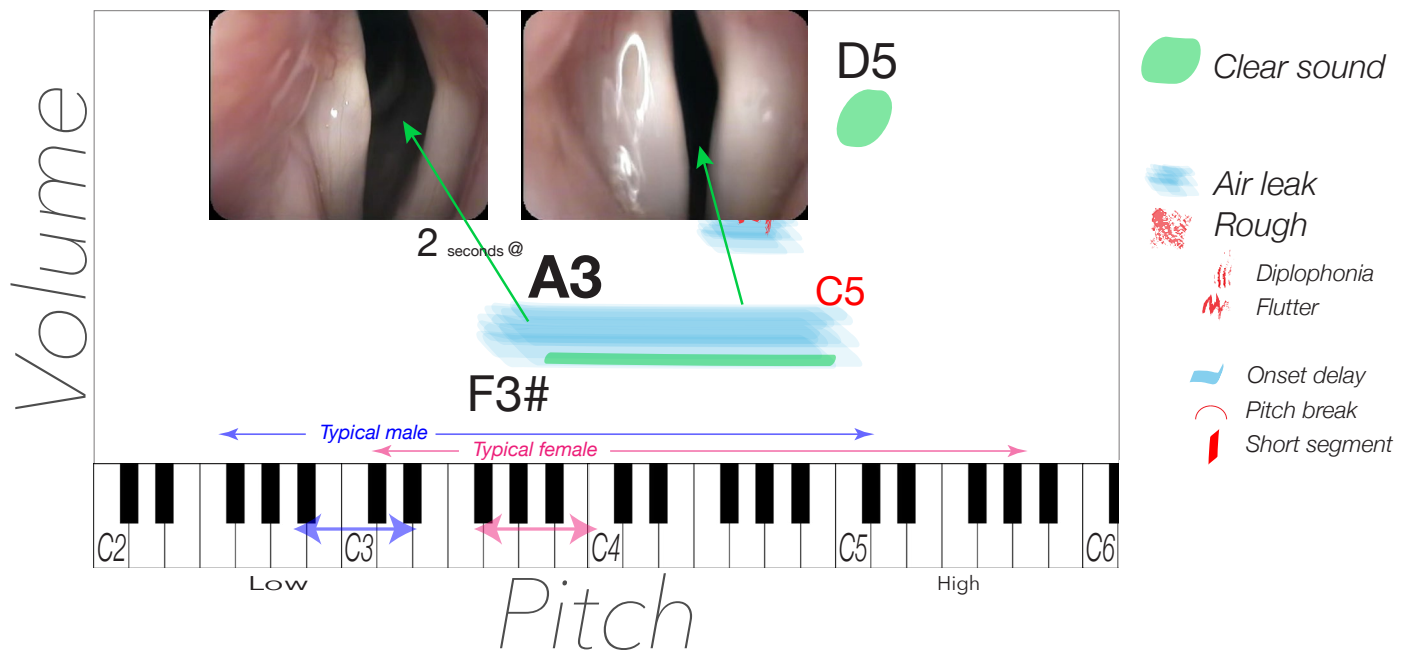 Volume
D5
Clear sound
Air leak
Rough
Diplophonia
Flutter
2 seconds @
A3
C5
F3#
Onset delay
Pitch break
Short segment
Typical male
Typical female
C2
C3
C4
C5
C6
Low
High
Pitch